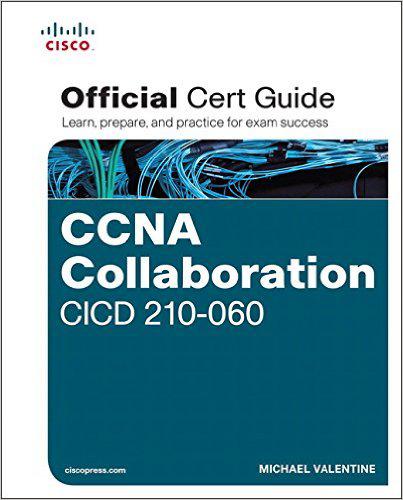 CISCO.
Official Cert Guide
Learn, prepare, and practice for exam success
CCNA
Collaboration
CICD 210-060
ciscopress.com
MICHAEL VALENTINE